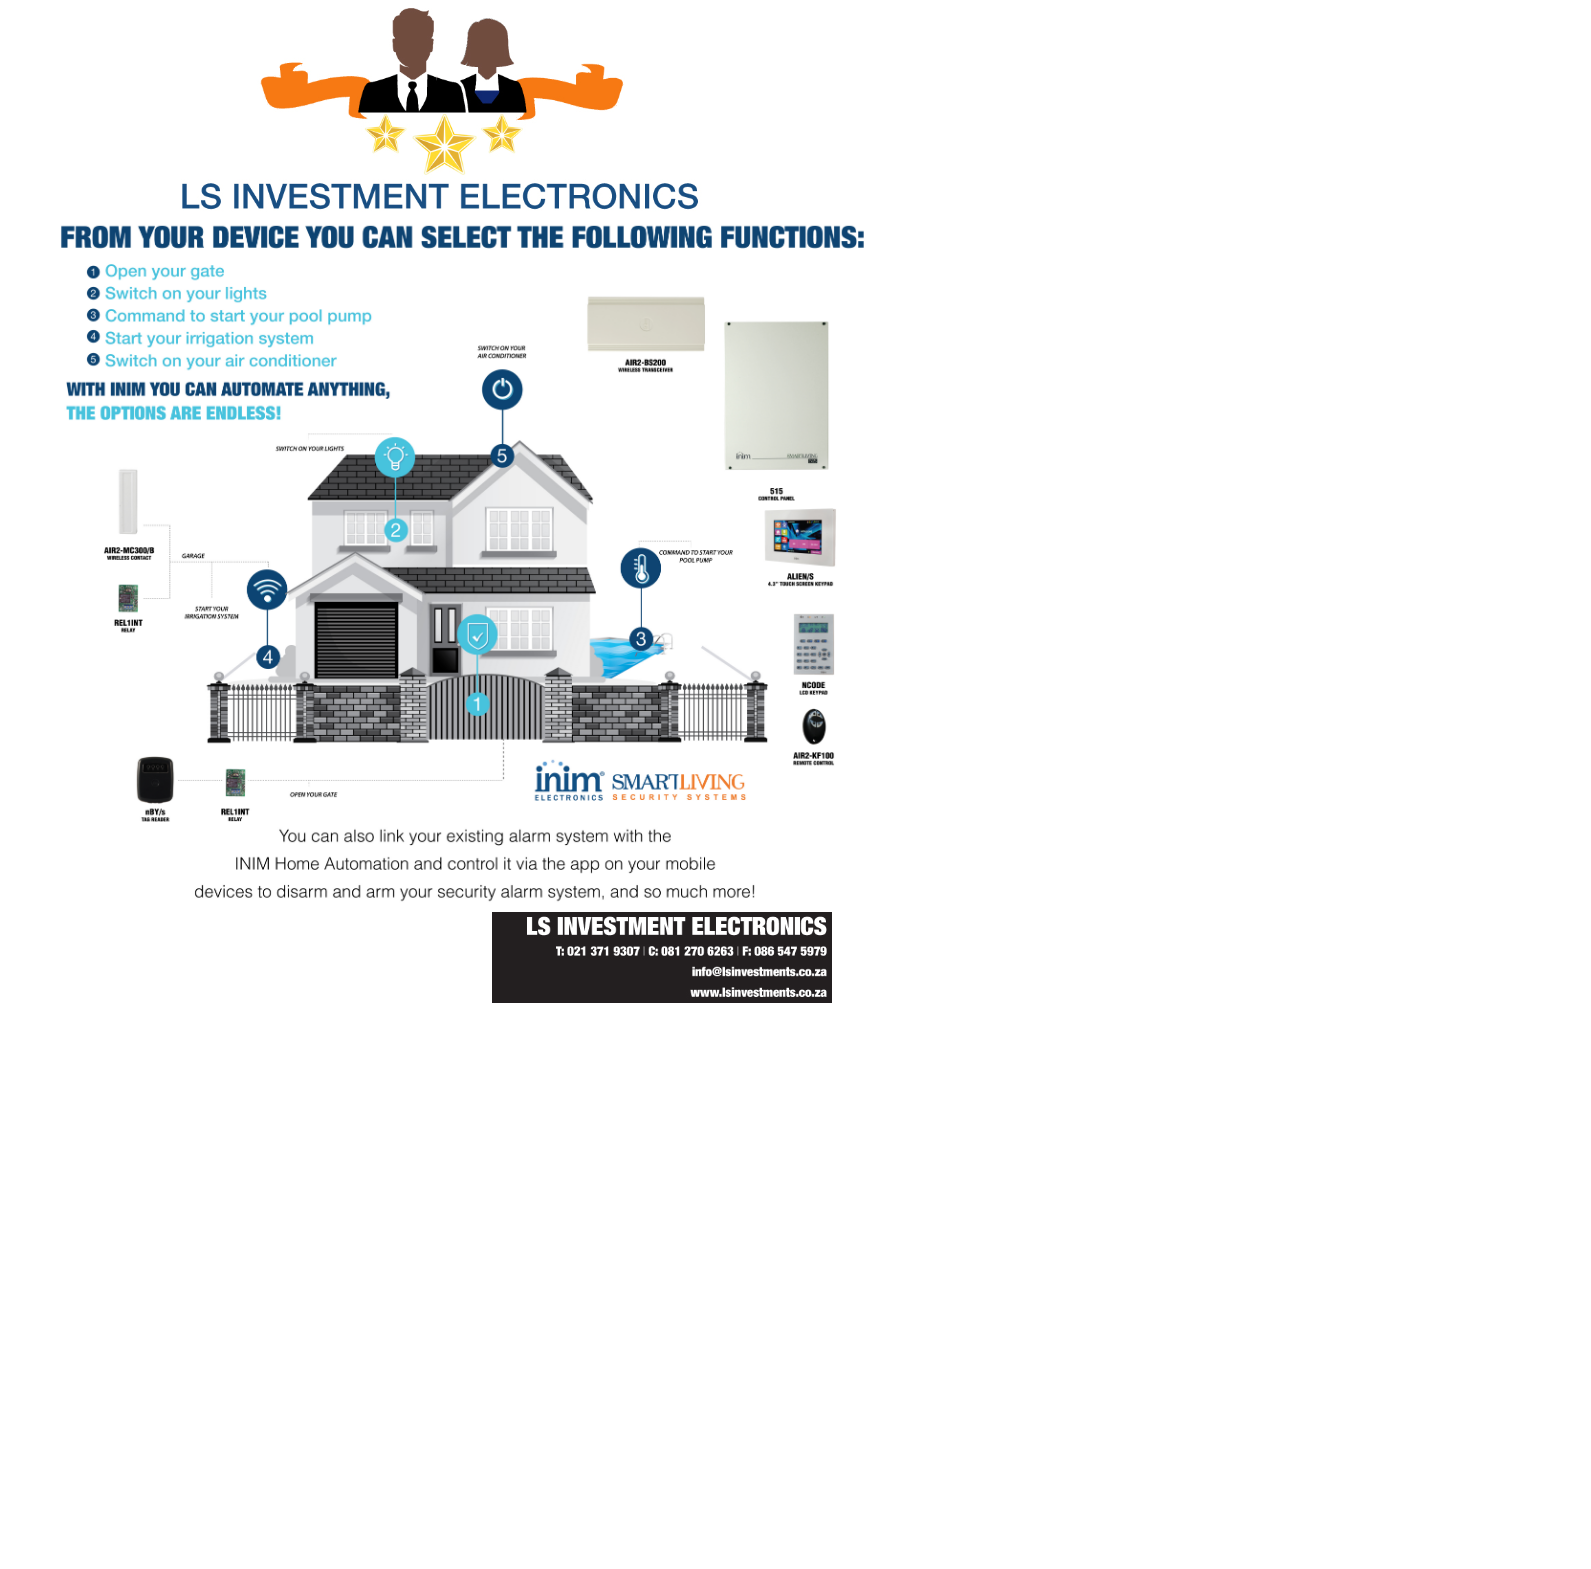 LS INVESTMENT ELECTRONICS
FROM YOUR DEVICE YOU CAN SELECT THE FOLLOWING FUNCTIONS:
1 Open your gate
2 Switch on your lights
3 Command to start your pool pump
4 Start your irrigation system
5 Switch on your air conditioner
WITH INIM YOU CAN AUTOMATE ANYTHING,
THE OPTIONS ARE ENDLESS!
SWITCH ON YOUR
AIR CONDITIONER
AIR2-BS200
WIRELESS TRANSCEIVER
inim
SMARTLIVING
515
CONTROL PANEL
SWITCH ON YOUR LIGHTS
5
2
AIR2-MC300/B
WIRELESS CONTACT
GARAGE
REL1INT
RELAY
START YOUR
IRRIGATION SYSTEM
COMMAND TO START YOUR
POOL PUMP
ALIEN/S
4.3" TOUCH SCREEN KEYPAD
3
4
1
NCODE
LCD KEYPAD
AIR2-KF100
REMOTE CONTROL
nBY/s
TAG READER
REL1INT
RELAY
OPEN YOUR GATE
inim®
ELECTRONICS
SMARTLIVING
SECURITY SYSTEMS
You can also link your existing alarm system with the
INIM Home Automation and control it via the app on your mobile
devices to disarm and arm your security alarm system, and so much more!
LS INVESTMENT ELECTRONICS
T: 021 371 9307 | C: 081 270 6263 | F: 086 547 5979
info@lsinvestments.co.za
www.lsinvestments.co.za